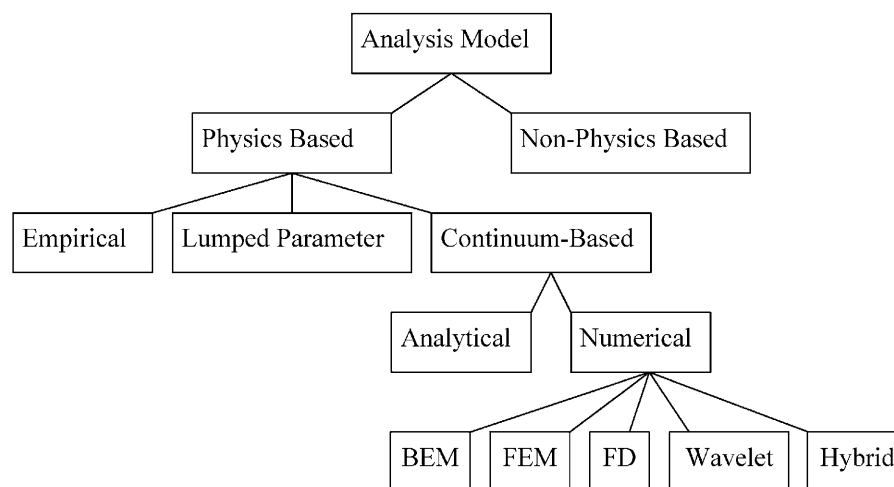 Analysis Model
Physics Based
Non-Physics Based
Empirical
Lumped Parameter
Continuum-Based
Analytical
Numerical
BEM
FEM
FD
Wavelet
Hybrid